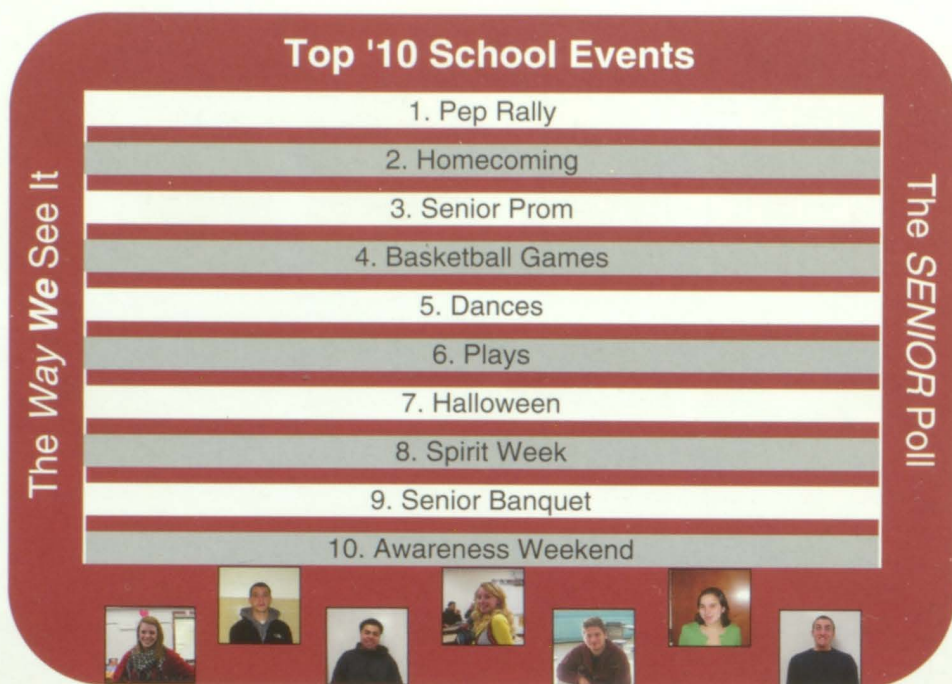 Top '10 School Events
The Way We See It
1. Pep Rally
2. Homecoming
3. Senior Prom
4. Basketball Games
5. Dances
6. Plays
7. Halloween
8. Spirit Week
9. Senior Banquet
10. Awareness Weekend
The SENIOR Poll